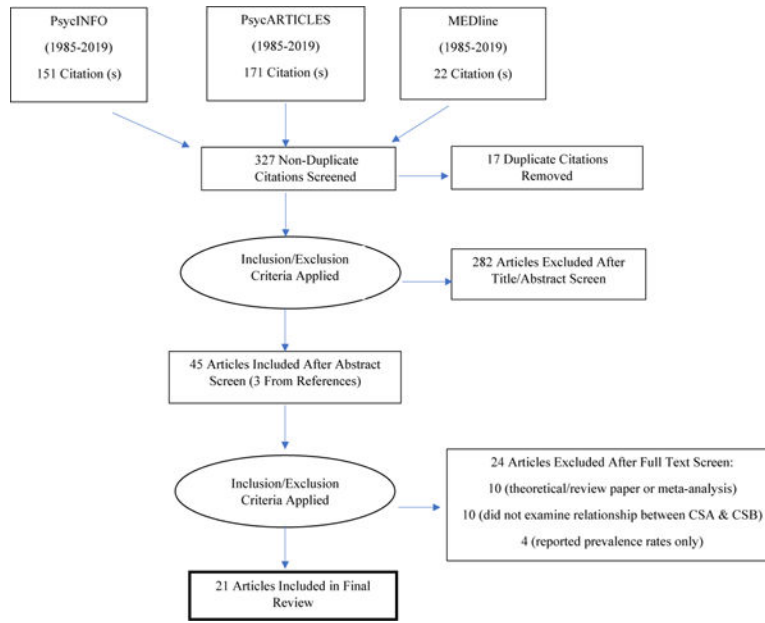 PsycINFO
(1985-2019)
151 Citation (s)
PsycARTICLES
(1985-2019)
171 Citation (s)
MEDline
(1985-2019)
22 Citation (s)
327 Non-Duplicate
Citations Screened
17 Duplicate Citations
Removed
Inclusion/Exclusion
Criteria Applied
282 Articles Excluded After
Title/Abstract Screen
45 Articles Included After Abstract
Screen (3 From References)
Inclusion/Exclusion
Criteria Applied
24 Articles Excluded After Full Text Screen:
10 (theoretical/review paper or meta-analysis)
10 (did not examine relationship between CSA & CSB)
4 (reported prevalence rates only)
21 Articles Included in Final
Review